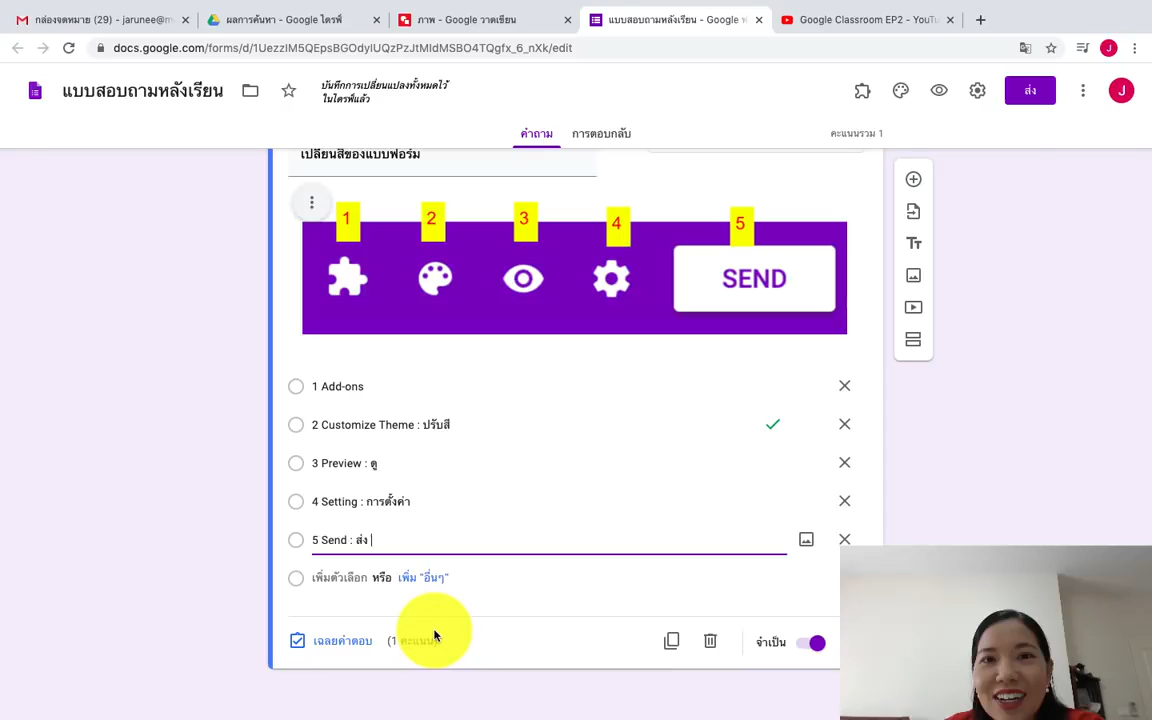 กล่องจดหมาย (29) - jarunee@m
ผลการค้นหา - Google ไดรฟ์
ภาพ - Google วาดเขียน
แบบสอบถามหลังเรียน - Google ฟ
Google Classroom EP2 - YouTu
docs.google.com/forms/d/1UezzlM5QEpsBGOdyIUQzPzJtMldMSBO4TQgfx_6_nXk/edit
J
แบบสอบถามหลังเรียน
บันทึกการเปลี่ยนแปลงทั้งหมดไว้
ในไดรฟ์แล้ว
ส่ง
J
คำถาม
การตอบกลับ
คะแนนรวม 1
เปลี่ยนสีของแบบฟอร์ม
1 2 3 4 5
SEND
1 Add-ons
2 Customize Theme : ปรับสี
3 Preview : ดู
4 Setting : การตั้งค่า
5 Send : ส่ง
เพิ่มตัวเลือก หรือ เพิ่ม "อื่นๆ"
เฉลยคำตอบ (1 คะแนน)
จำเป็น